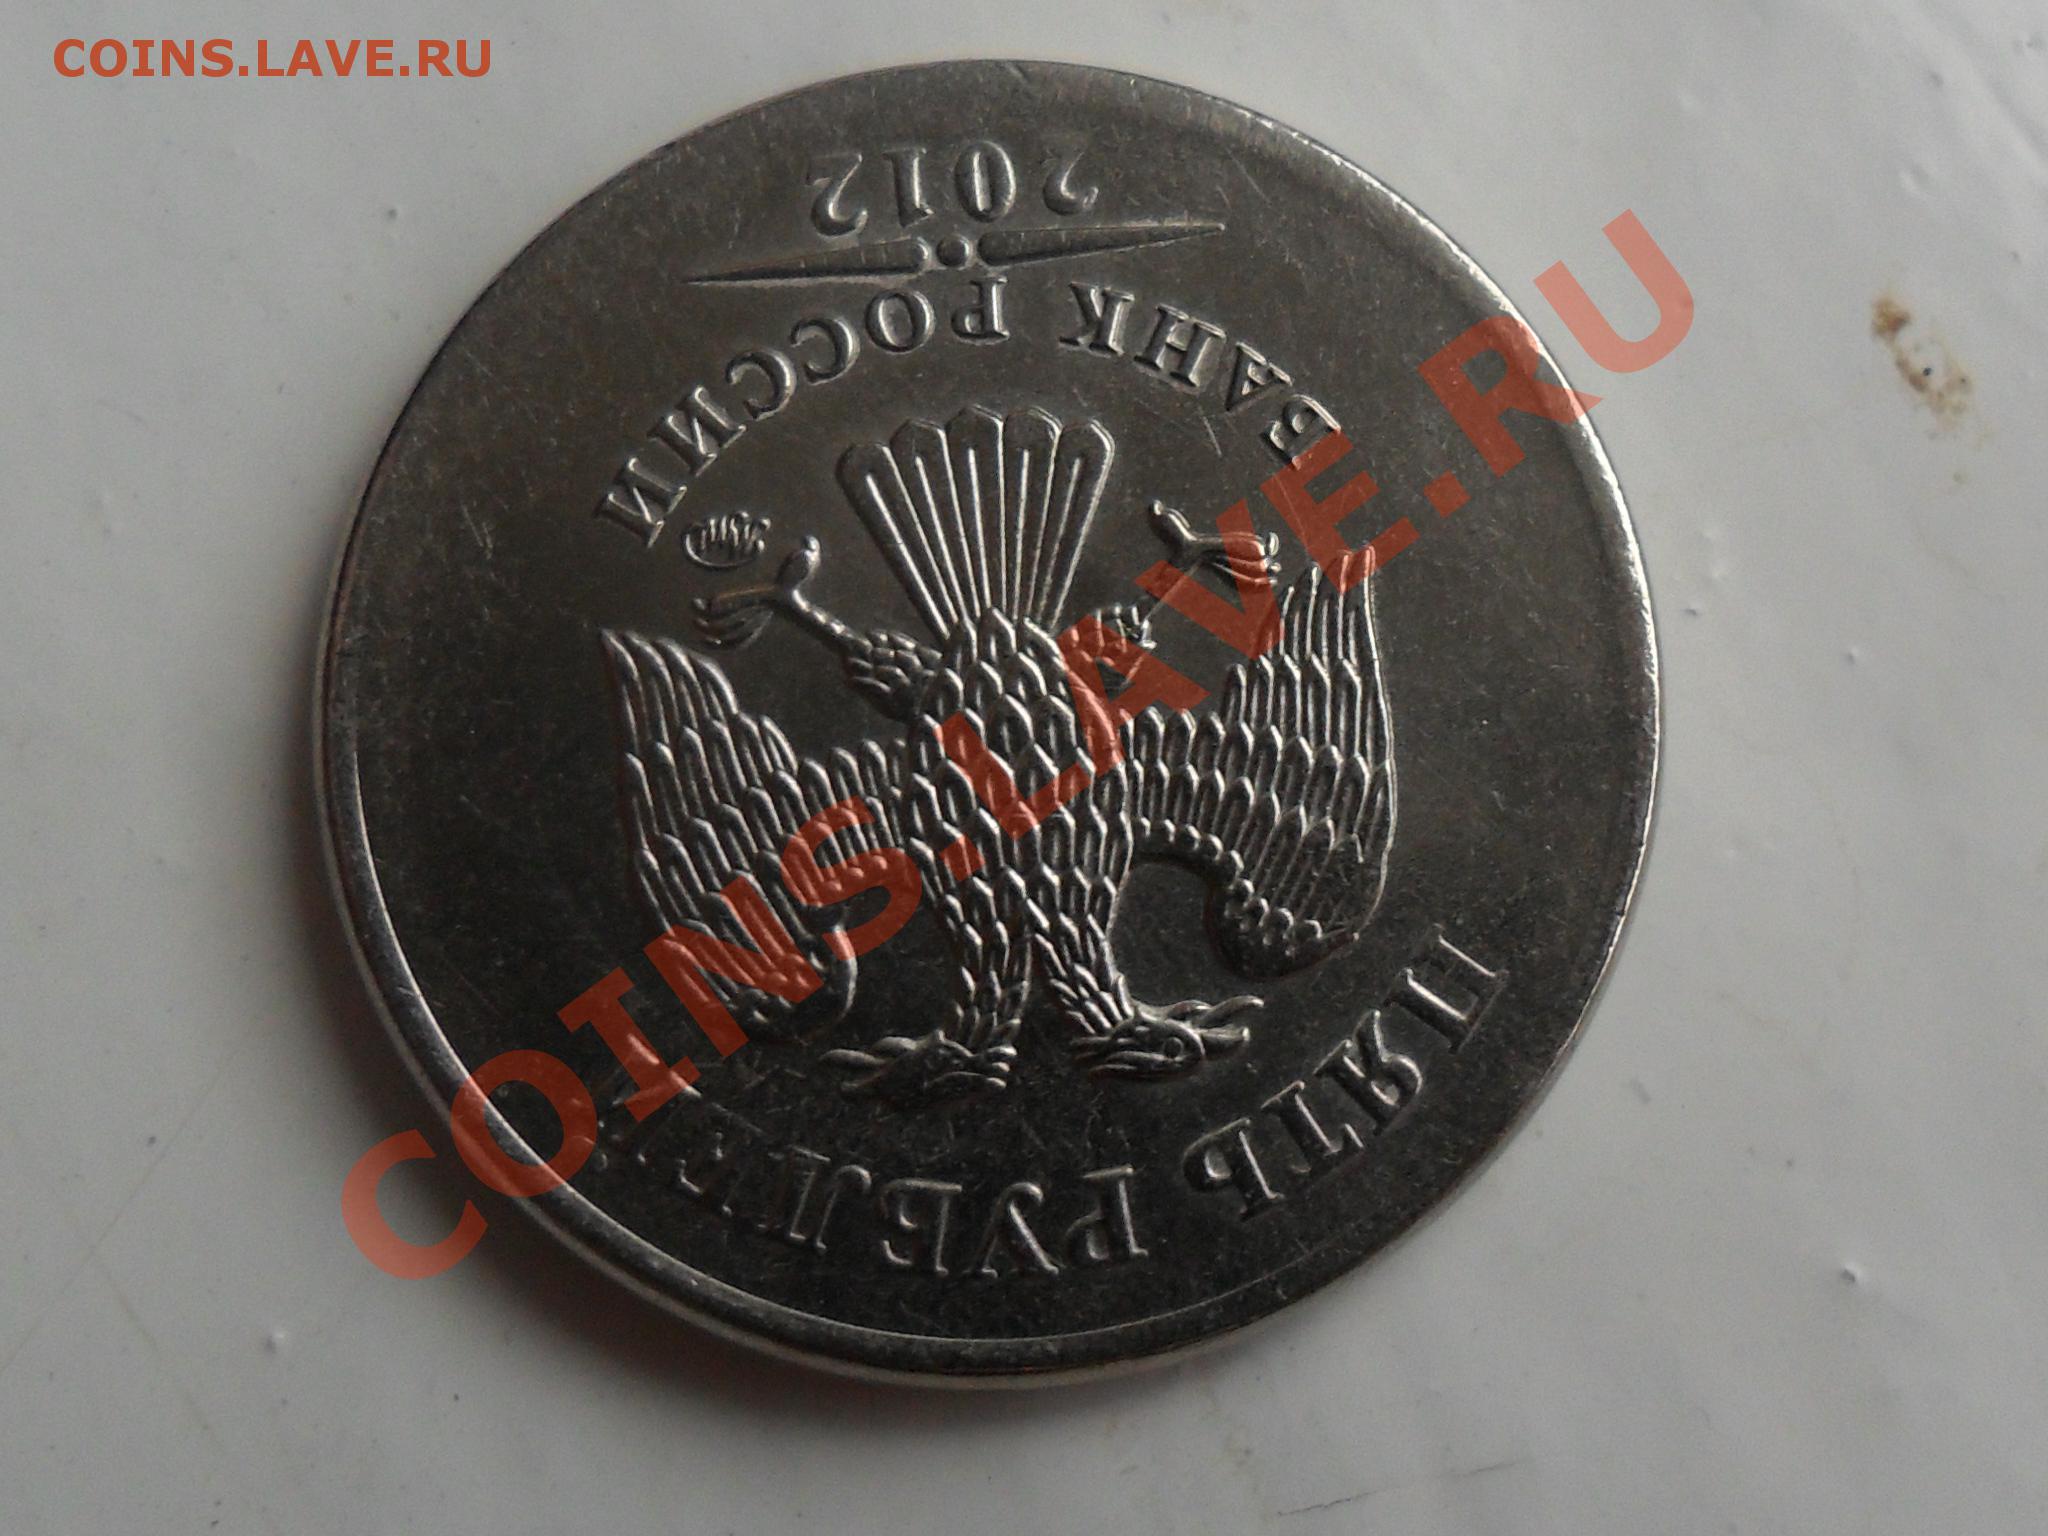 COINS.LAVE.RU
ПЯТЬ РУБЛЕЙ
БАНК РОССИИ
2012
COINS.LAVE.RU